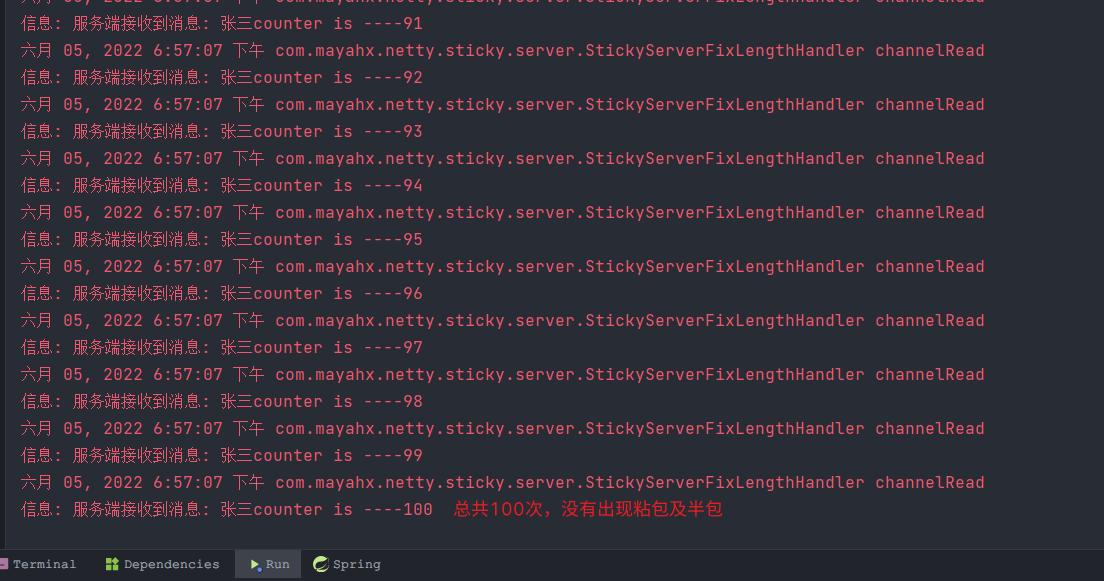 六月 05, 2022 6:57:07 下午 com.mayahx.netty.sticky.server.StickyServerFixLengthHandler channelRead
信息: 服务端接收到消息: 张三counter is ----91
六月 05, 2022 6:57:07 下午 com.mayahx.netty.sticky.server.StickyServerFixLengthHandler channelRead
信息: 服务端接收到消息: 张三counter is ----92
六月 05, 2022 6:57:07 下午 com.mayahx.netty.sticky.server.StickyServerFixLengthHandler channelRead
信息: 服务端接收到消息: 张三counter is ----93
六月 05, 2022 6:57:07 下午 com.mayahx.netty.sticky.server.StickyServerFixLengthHandler channelRead
信息: 服务端接收到消息: 张三counter is ----94
六月 05, 2022 6:57:07 下午 com.mayahx.netty.sticky.server.StickyServerFixLengthHandler channelRead
信息: 服务端接收到消息: 张三counter is ----95
六月 05, 2022 6:57:07 下午 com.mayahx.netty.sticky.server.StickyServerFixLengthHandler channelRead
信息: 服务端接收到消息: 张三counter is ----96
六月 05, 2022 6:57:07 下午 com.mayahx.netty.sticky.server.StickyServerFixLengthHandler channelRead
信息: 服务端接收到消息: 张三counter is ----97
六月 05, 2022 6:57:07 下午 com.mayahx.netty.sticky.server.StickyServerFixLengthHandler channelRead
信息: 服务端接收到消息: 张三counter is ----98
六月 05, 2022 6:57:07 下午 com.mayahx.netty.sticky.server.StickyServerFixLengthHandler channelRead
信息: 服务端接收到消息: 张三counter is ----99
六月 05, 2022 6:57:07 下午 com.mayahx.netty.sticky.server.StickyServerFixLengthHandler channelRead
信息: 服务端接收到消息: 张三counter is ----100 总共100次，没有出现粘包及半包
Terminal Dependencies Run Spring